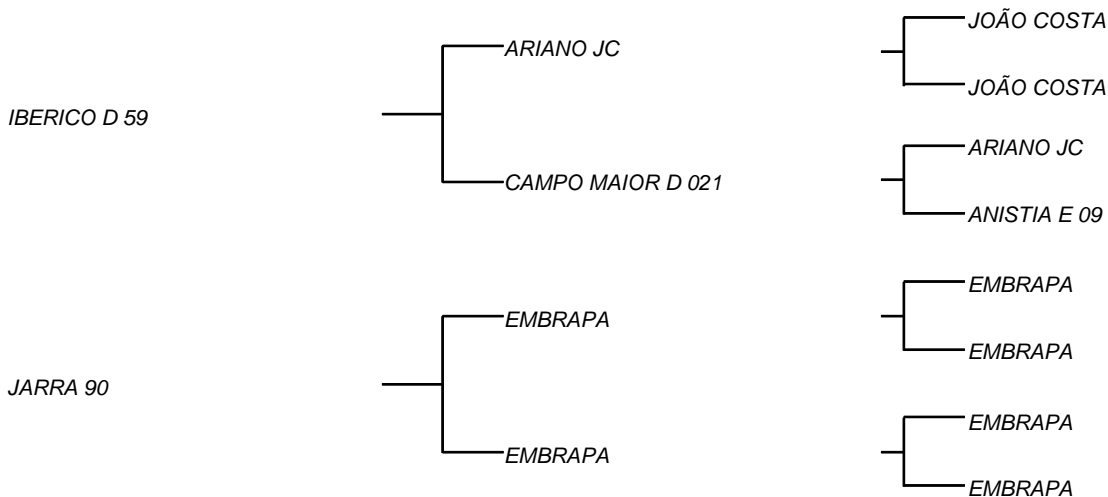 JOÃO COSTA
ARIANO JC
JOÃO COSTA
IBERICO D 59
ARIANO JC
CAMPO MAIOR D 021
ANISTIA E 09
EMBRAPA
EMBRAPA
EMBRAPA
JARRA 90
EMBRAPA
EMBRAPA
EMBRAPA